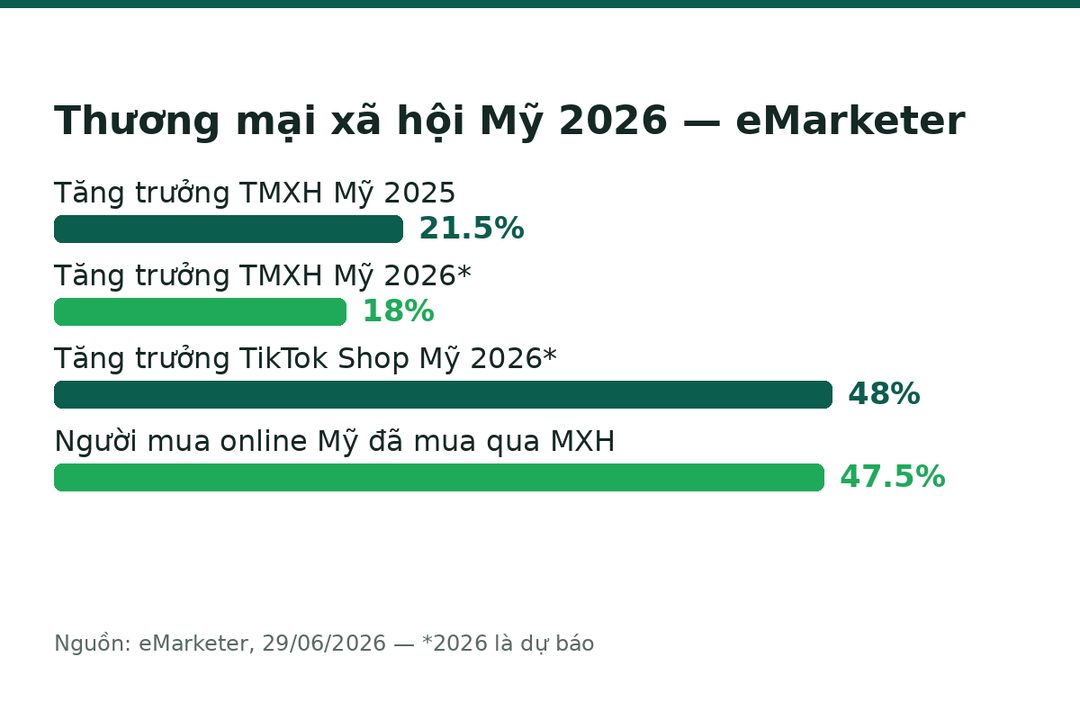 Thương mại xã hội Mỹ 2026 — eMarketer
Tăng trưởng TMXH Mỹ 2025
21.5%
Tăng trưởng TMXH Mỹ 2026*
18%
Tăng trưởng TikTok Shop Mỹ 2026*
48%
Người mua online Mỹ đã mua qua MXH
47.5%
Nguồn: eMarketer, 29/06/2026 — *2026 là dự báo